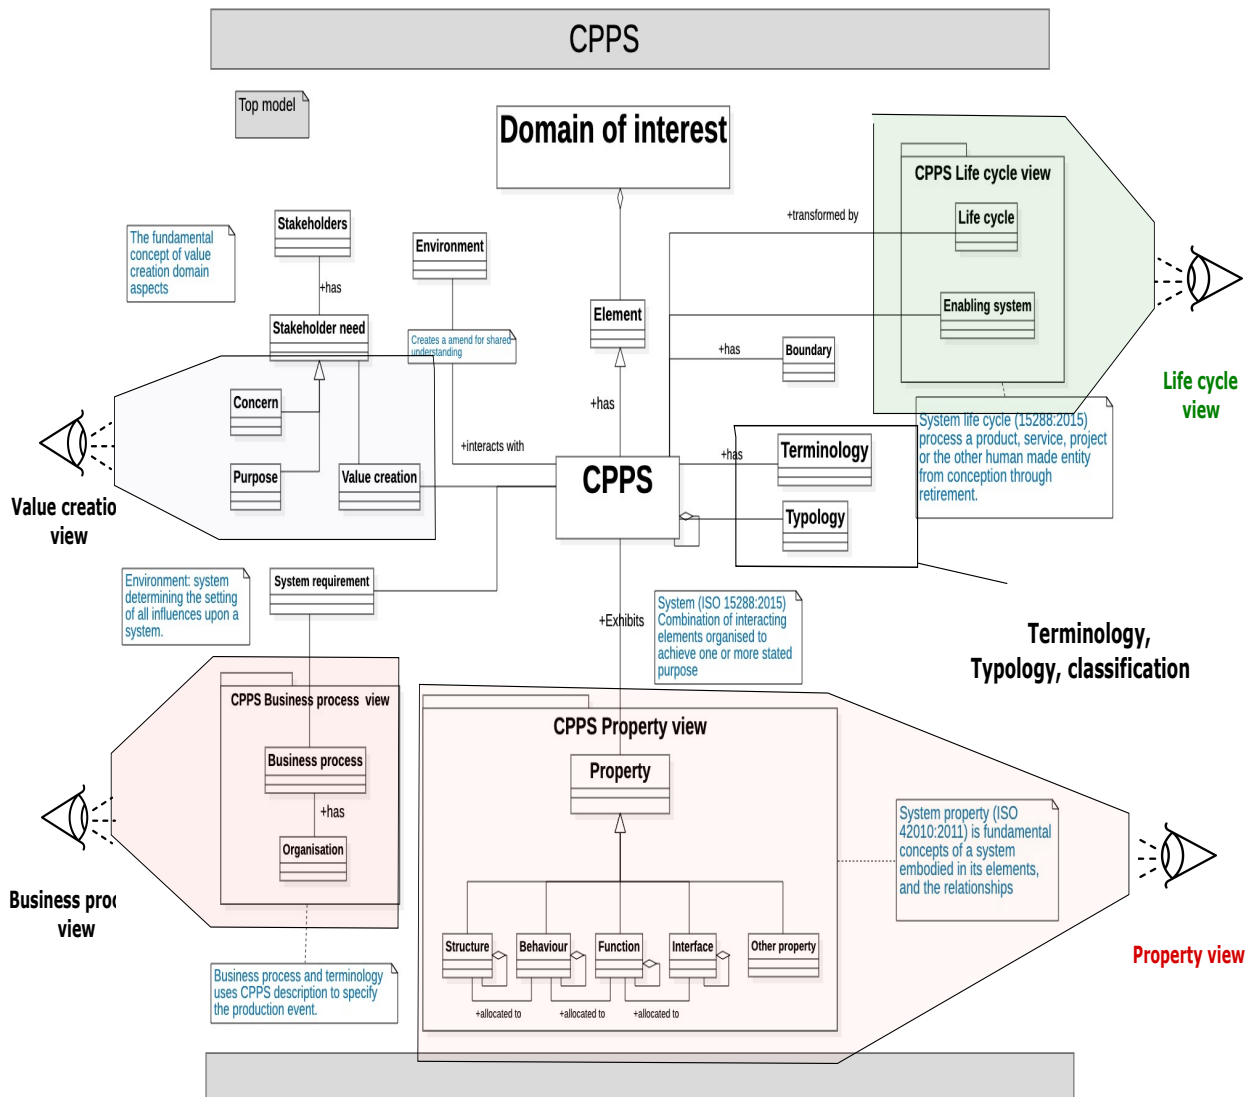 CPPS
Top model
Domain of interest
CPPS Life cycle view
+transformed by
Life cycle
Stakeholders
The fundamental
concept of value
creation domain
aspects
Environment
+has
Enabling system
Element
Stakeholder need
Creates a amend for shared
understanding
+has
Boundary
Life cycle
view
Concern
+has
System life cycle (15288:2015)
process a product, service, project
or the other human made entity
from conception through
retirement.
+interacts with
+has
Terminology
Purpose
Value creation
CPPS
Value creatio
view
Typology
Environment: system
determining the setting
of all influences upon a
system.
System requirement
+Exhibits
System (ISO 15288:2015)
Combination of interacting
elements organised to
achieve one or more stated
purpose
Terminology,
Typology, classification
CPPS Business process view
CPPS Property view
Business process
Property
+has
Organisation
System property (ISO
42010:2011) is fundamental
concepts of a system
embodied in its elements,
and the relationships
Business proc
view
Structure
Behaviour
Function
Interface
Other property
Property view
Business process and terminology
uses CPPS description to specify
the production event.
+allocated to
+allocated to
+allocated to